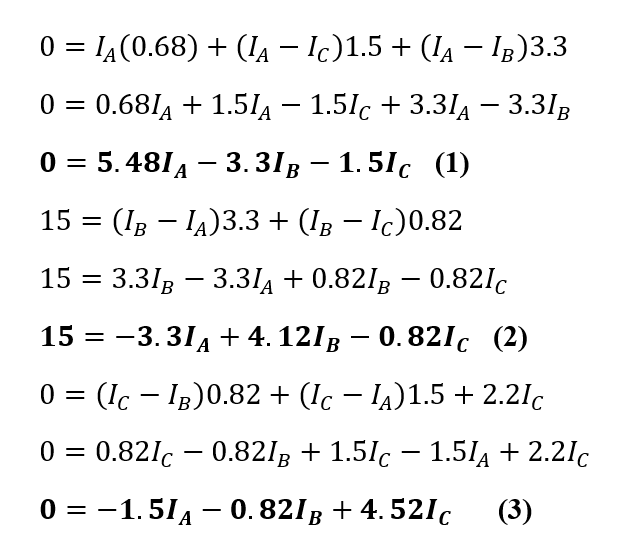 0 = I_A(0.68) + (I_A − I_C)1.5 + (I_A − I_B)3.3
0 = 0.68I_A + 1.5I_A − 1.5I_C + 3.3I_A − 3.3I_B
0 = 5.48I_A − 3.3I_B − 1.5I_C (1)
15 = (I_B − I_A)3.3 + (I_B − I_C)0.82
15 = 3.3I_B − 3.3I_A + 0.82I_B − 0.82I_C
15 = −3.3I_A + 4.12I_B − 0.82I_C (2)
0 = (I_C − I_B)0.82 + (I_C − I_A)1.5 + 2.2I_C
0 = 0.82I_C − 0.82I_B + 1.5I_C − 1.5I_A + 2.2I_C
0 = −1.5I_A − 0.82I_B + 4.52I_C (3)